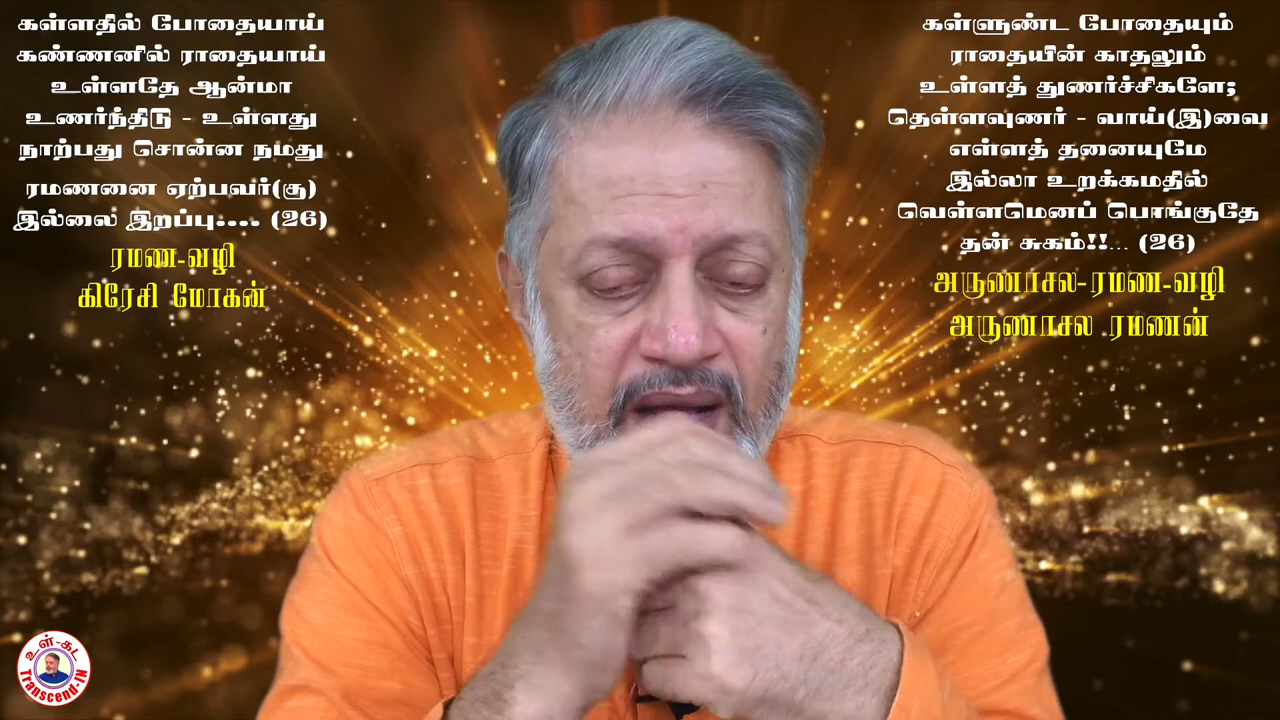 கள்ளதில் போதையாய்
கண்ணனில் ராதையாய்
உள்ளதே ஆன்மா
உணர்ந்திடு - உள்ளது
நாற்பது சொன்ன நமது
ரமணனை ஏற்பவர்(கு)
இல்லை இறப்பு.... (26)
ரமண-வழி
கிரேசி மோகன்
கள்ளுண்ட போதையும்
ராதையின் காதலும்
உள்ளத் துணர்ச்சிகளே;
தெள்ளவுணர் - வாய்(இ)வை
எள்ளத் தனையுமே
இல்லா உறக்கமதில்
வெள்ளமெனப் பொங்குதே
தன் சுகம்!!... (26)
அருணாசல-ரமண-வழி
அருணாசல ரமணன்
உள்-கட
Transcend-IN